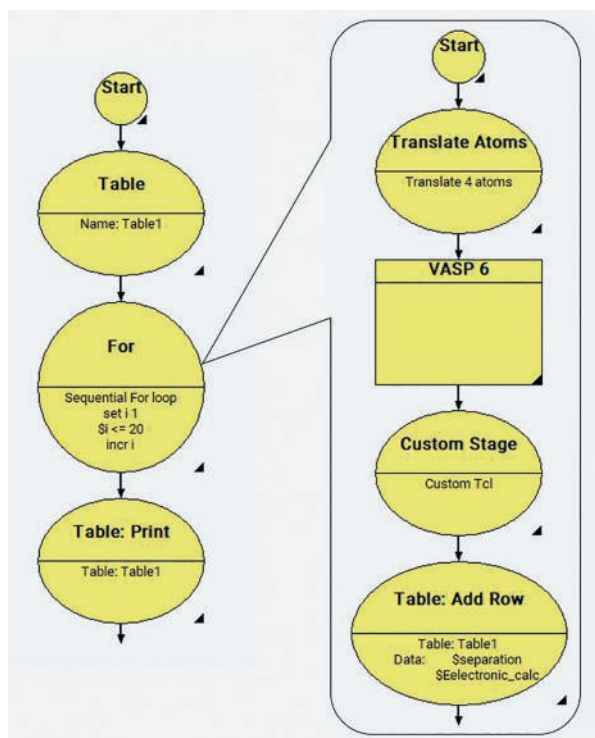 Start
Table
Name: Table1
For
Sequential For loop
set i 1
$i <= 20
incr i
Table: Print
Table: Table1
Start
Translate Atoms
Translate 4 atoms
VASP 6
Custom Stage
Custom Tcl
Table: Add Row
Table: Table1
Data: $separation
$Eelectronic_calc